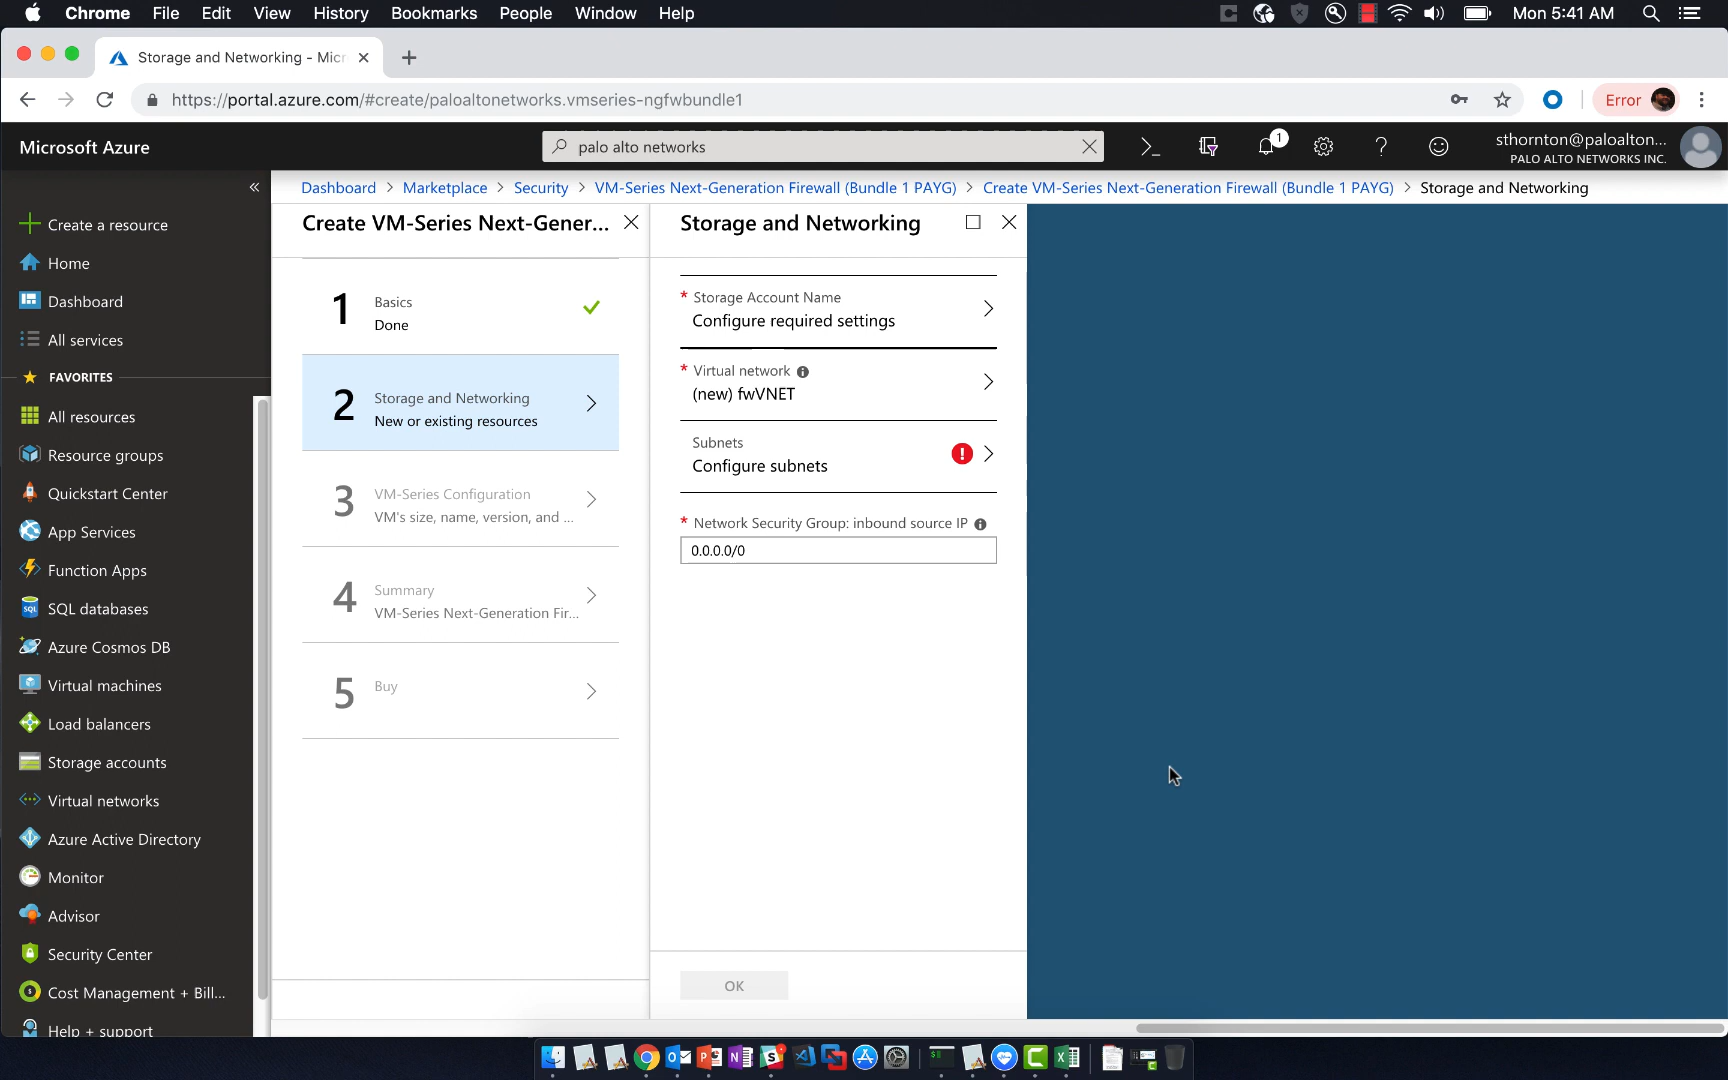 Chrome File Edit View History Bookmarks People Window Help Mon 5:41 AM
Storage and Networking - Micr
https://portal.azure.com/#create/paloaltonetworks.vmseries-ngfwbundle1 Error
Microsoft Azure palo alto networks 1 sthornton@paloalton...
PALO ALTO NETWORKS INC.
Dashboard > Marketplace > Security > VM-Series Next-Generation Firewall (Bundle 1 PAYG) > Create VM-Series Next-Generation Firewall (Bundle 1 PAYG) > Storage and Networking
Create a resource
Home
Dashboard
All services
FAVORITES
All resources
Resource groups
Quickstart Center
App Services
Function Apps
SQL databases
Azure Cosmos DB
Virtual machines
Load balancers
Storage accounts
Virtual networks
Azure Active Directory
Monitor
Advisor
Security Center
Cost Management + Bill...
Help + support
Create VM-Series Next-Gener...
1 Basics
Done
2 Storage and Networking
New or existing resources
3 VM-Series Configuration
VM's size, name, version, and ...
4 Summary
VM-Series Next-Generation Fir...
5 Buy
Storage and Networking
* Storage Account Name
Configure required settings
* Virtual network
(new) fwVNET
Subnets
Configure subnets
* Network Security Group: inbound source IP
0.0.0.0/0
OK